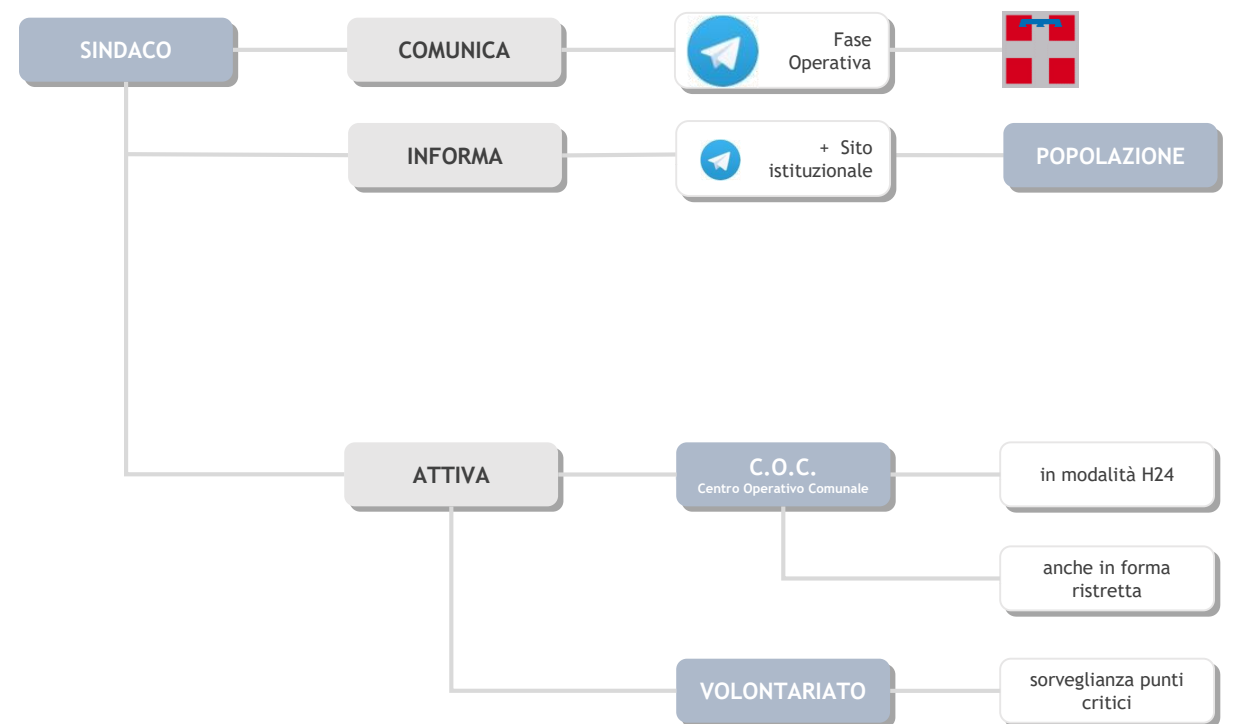 SINDACO
COMUNICA
Fase
Operativa
INFORMA
+ Sito
istituzionale
POPOLAZIONE
ATTIVA
C.O.C.
Centro Operativo Comunale
in modalità H24
anche in forma
ristretta
VOLONTARIATO
sorveglianza punti
critici